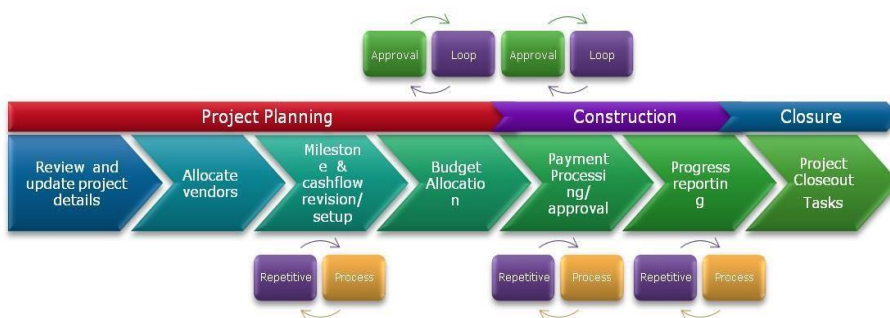 Approval
Loop
Approval
Loop
Project Planning
Construction
Closure
Review and
update project
details
Allocate
vendors
Mileston
e &
cashflow
revision/
setup
Budget
Allocatio
n
Payment
Processi
ng/
approval
Progress
reportin
g
Project
Closeout
Tasks
Repetitive
Process
Repetitive
Process
Repetitive
Process